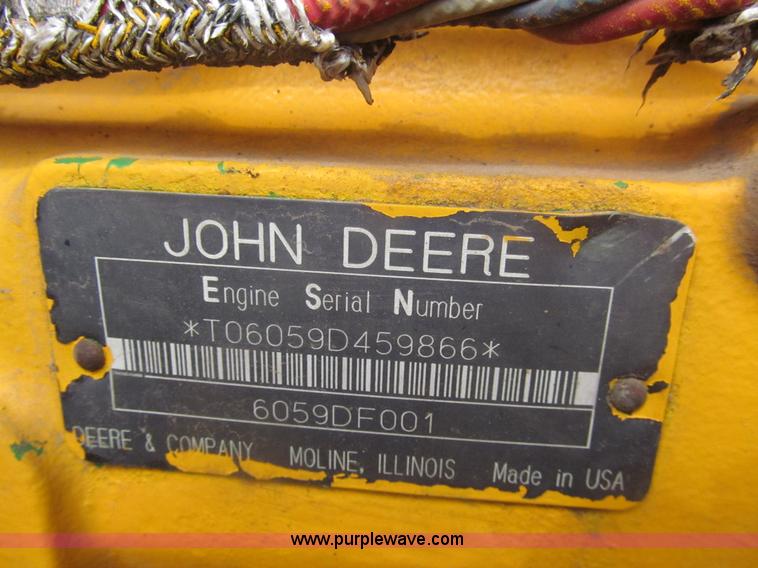 JOHN DEERE
Engine Serial Number
*T06059D459866*
6059DF001
DEERE & COMPANY MOLINE, ILLINOIS Made in USA
www.purplewave.com